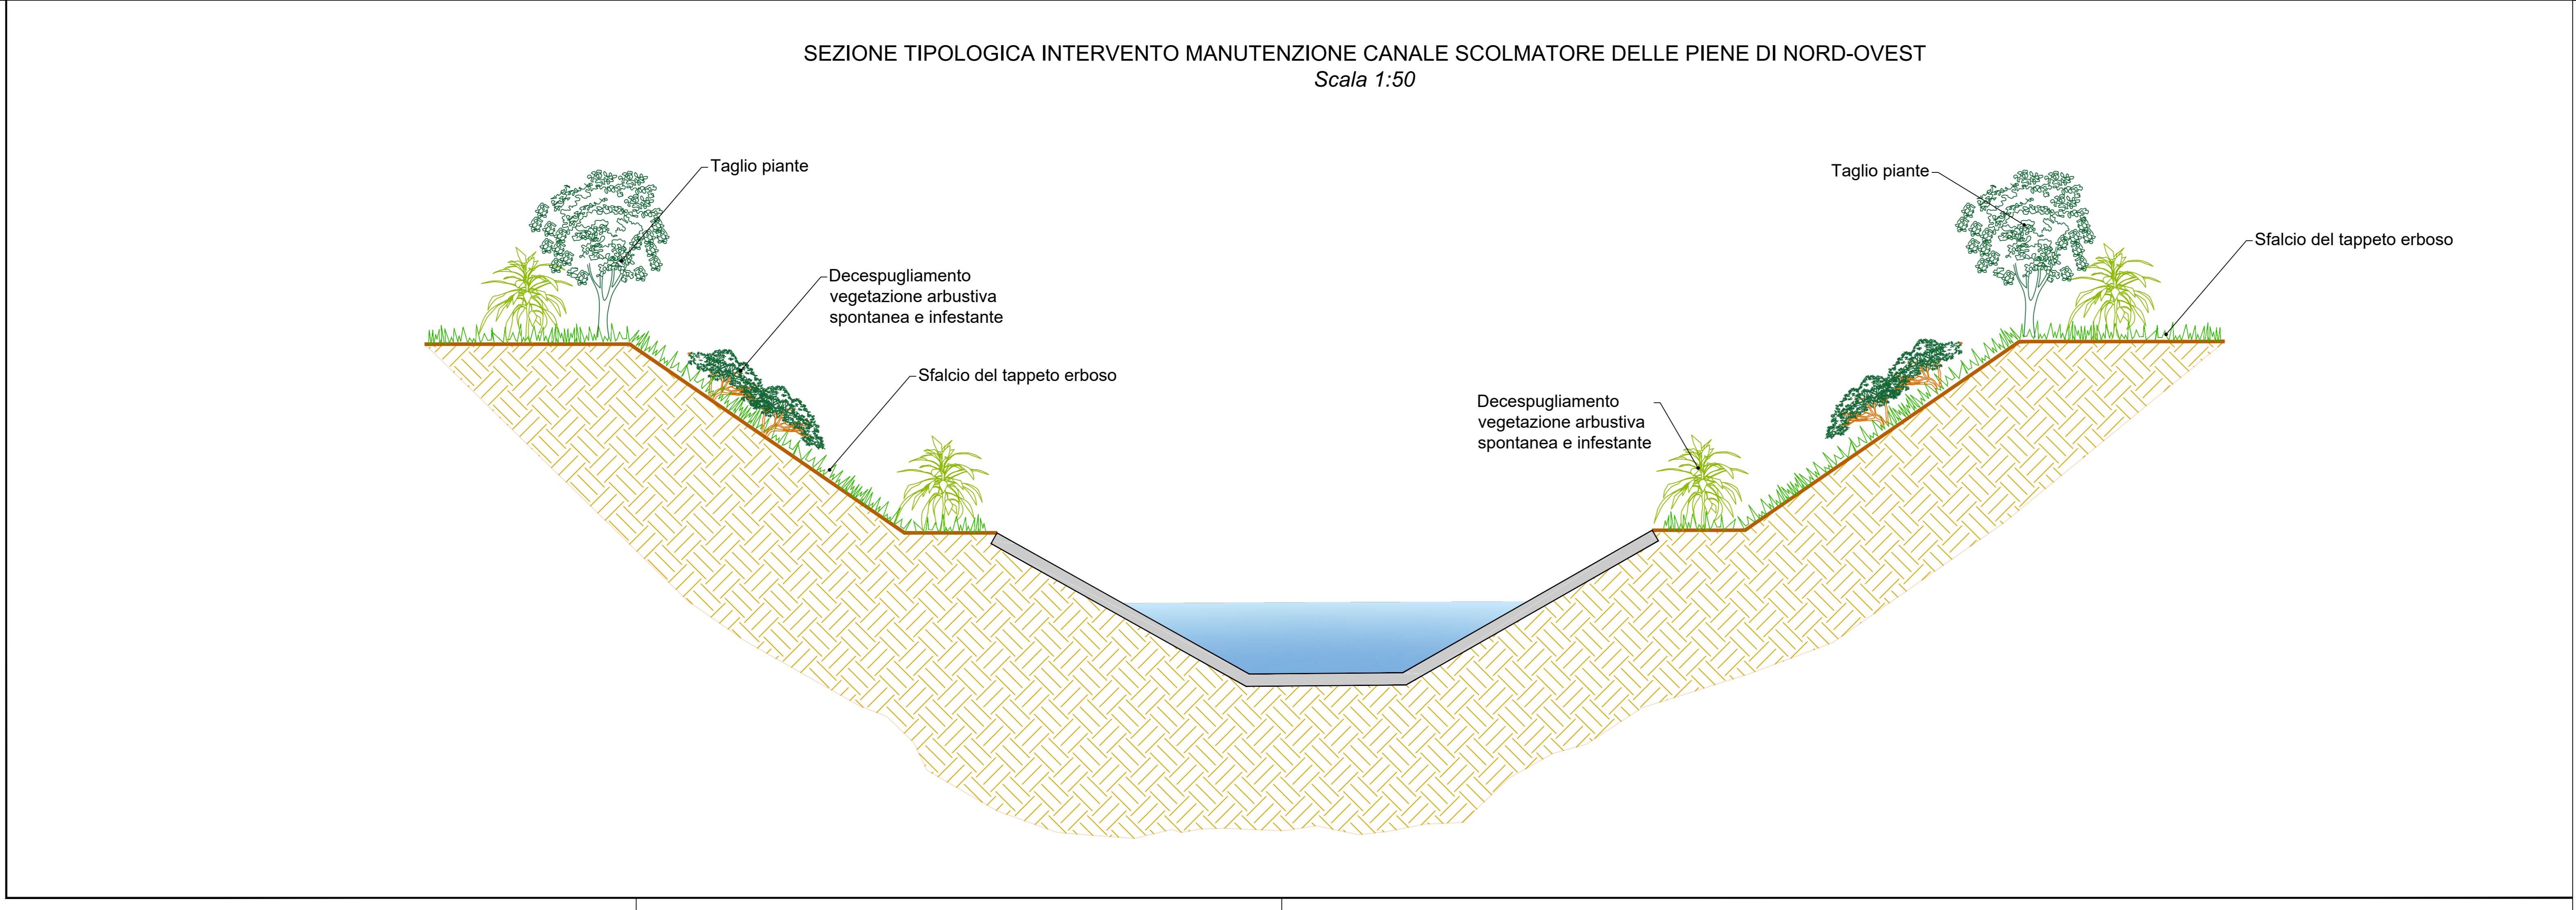 SEZIONE TIPOLOGICA INTERVENTO MANUTENZIONE CANALE SCOLMATORE DELLE PIENE DI NORD-OVEST
Scala 1:50
Taglio piante
Decespugliamento
vegetazione arbustiva
spontanea e infestante
Sfalcio del tappeto erboso
Taglio piante
Sfalcio del tappeto erboso
Decespugliamento
vegetazione arbustiva
spontanea e infestante